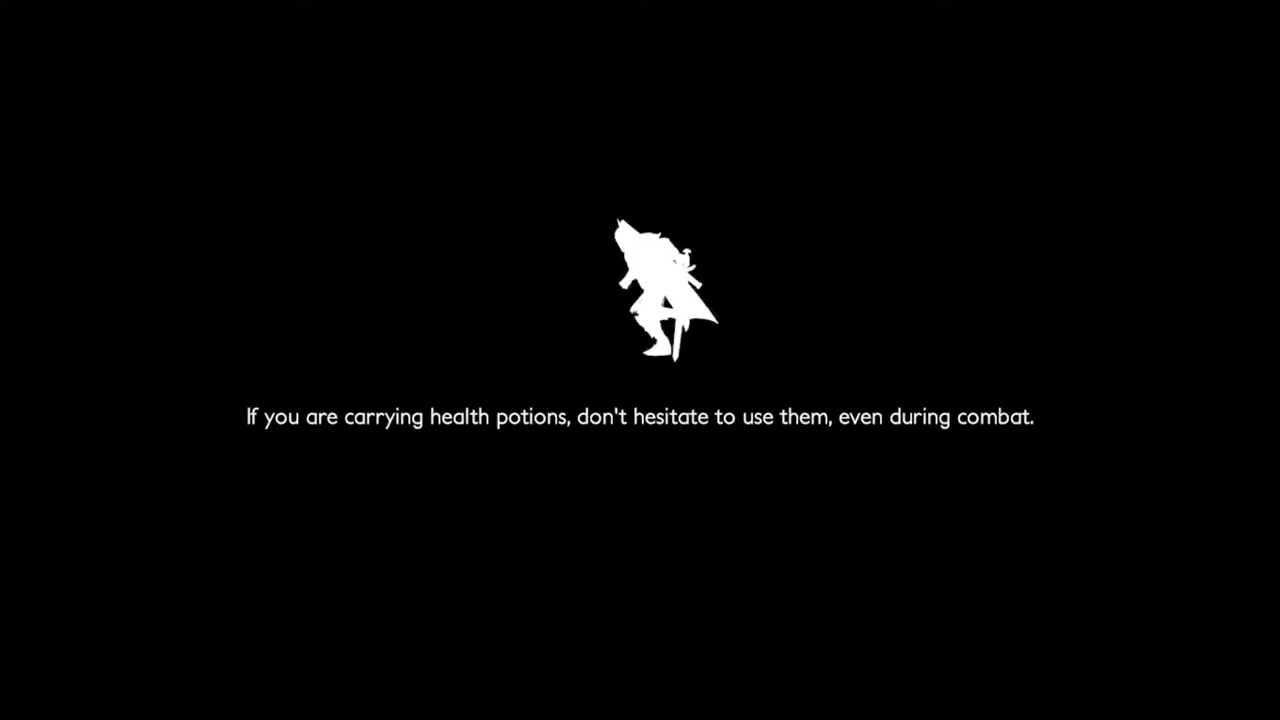 If you are carrying health potions, don't hesitate to use them, even during combat.